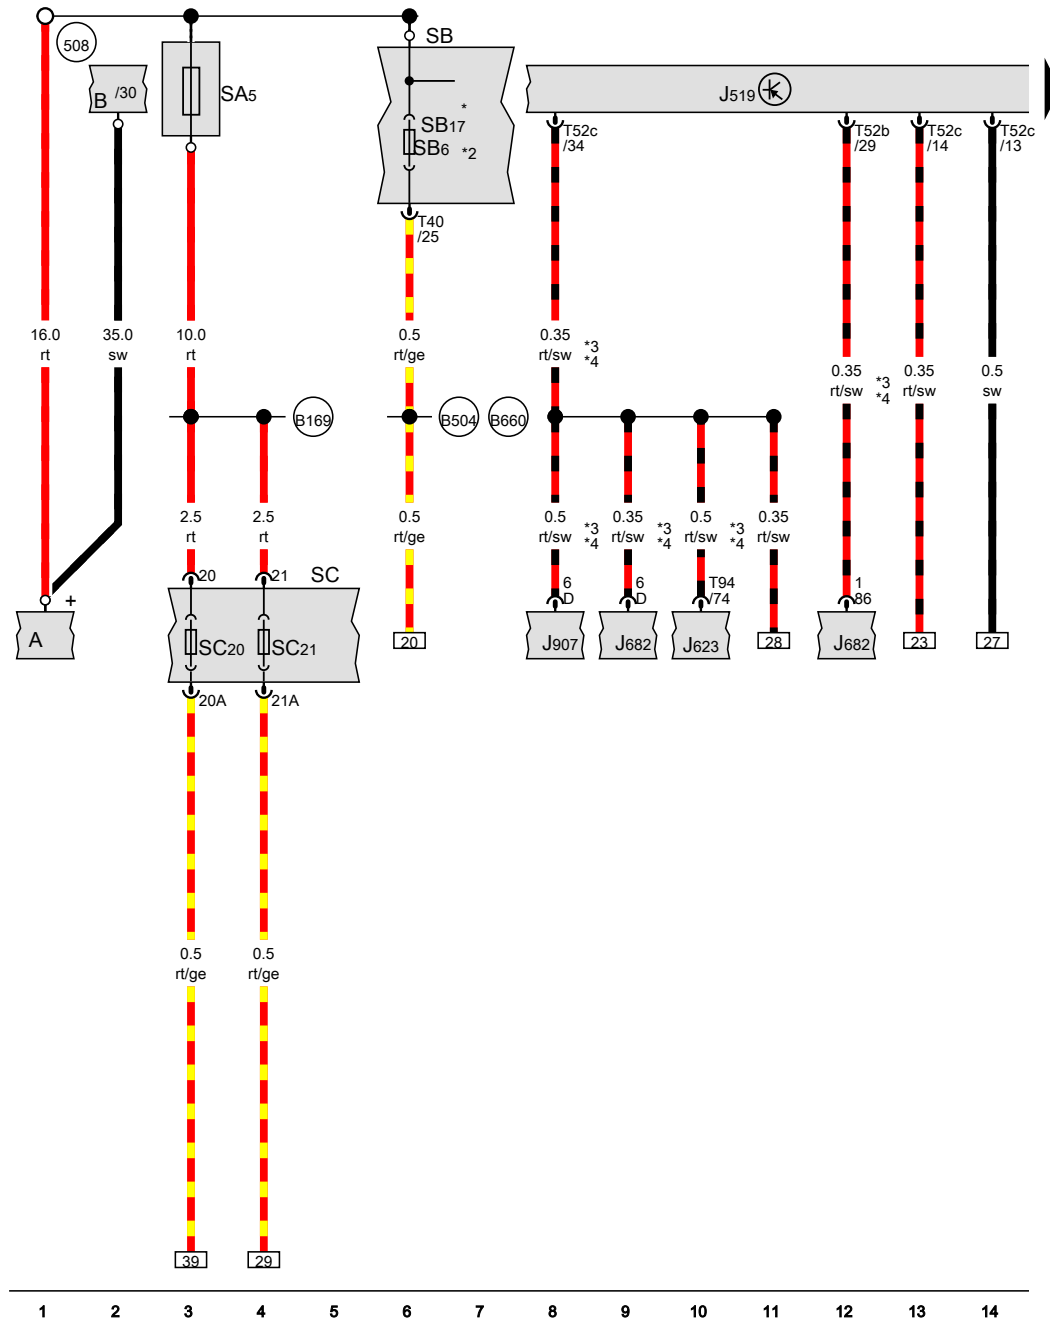 508
SB
B /30
SA5
J519
*
SB17
SB6 *2
T52c
/34
T52b
/29
T52c
/14
T52c
/13
T40
/25
16.0
rt
35.0
sw
10.0
rt
0.5
rt/ge
0.35
rt/sw
*3
*4
0.35
rt/sw
*3
*4
0.35
rt/sw
0.5
sw
B169
B504
B660
2.5
rt
2.5
rt
0.5
rt/ge
0.5
rt/sw
*3
*4
0.35
rt/sw
*3
*4
0.5
rt/sw
*3
*4
0.35
rt/sw
20
21
SC
6
D
6
D
T94
/74
1
86
+
A
SC20
SC21
20
J907
J682
J623
28
J682
23
27
20A
21A
0.5
rt/ge
0.5
rt/ge
39
29
1 2 3 4 5 6 7 8 9 10 11 12 13 14